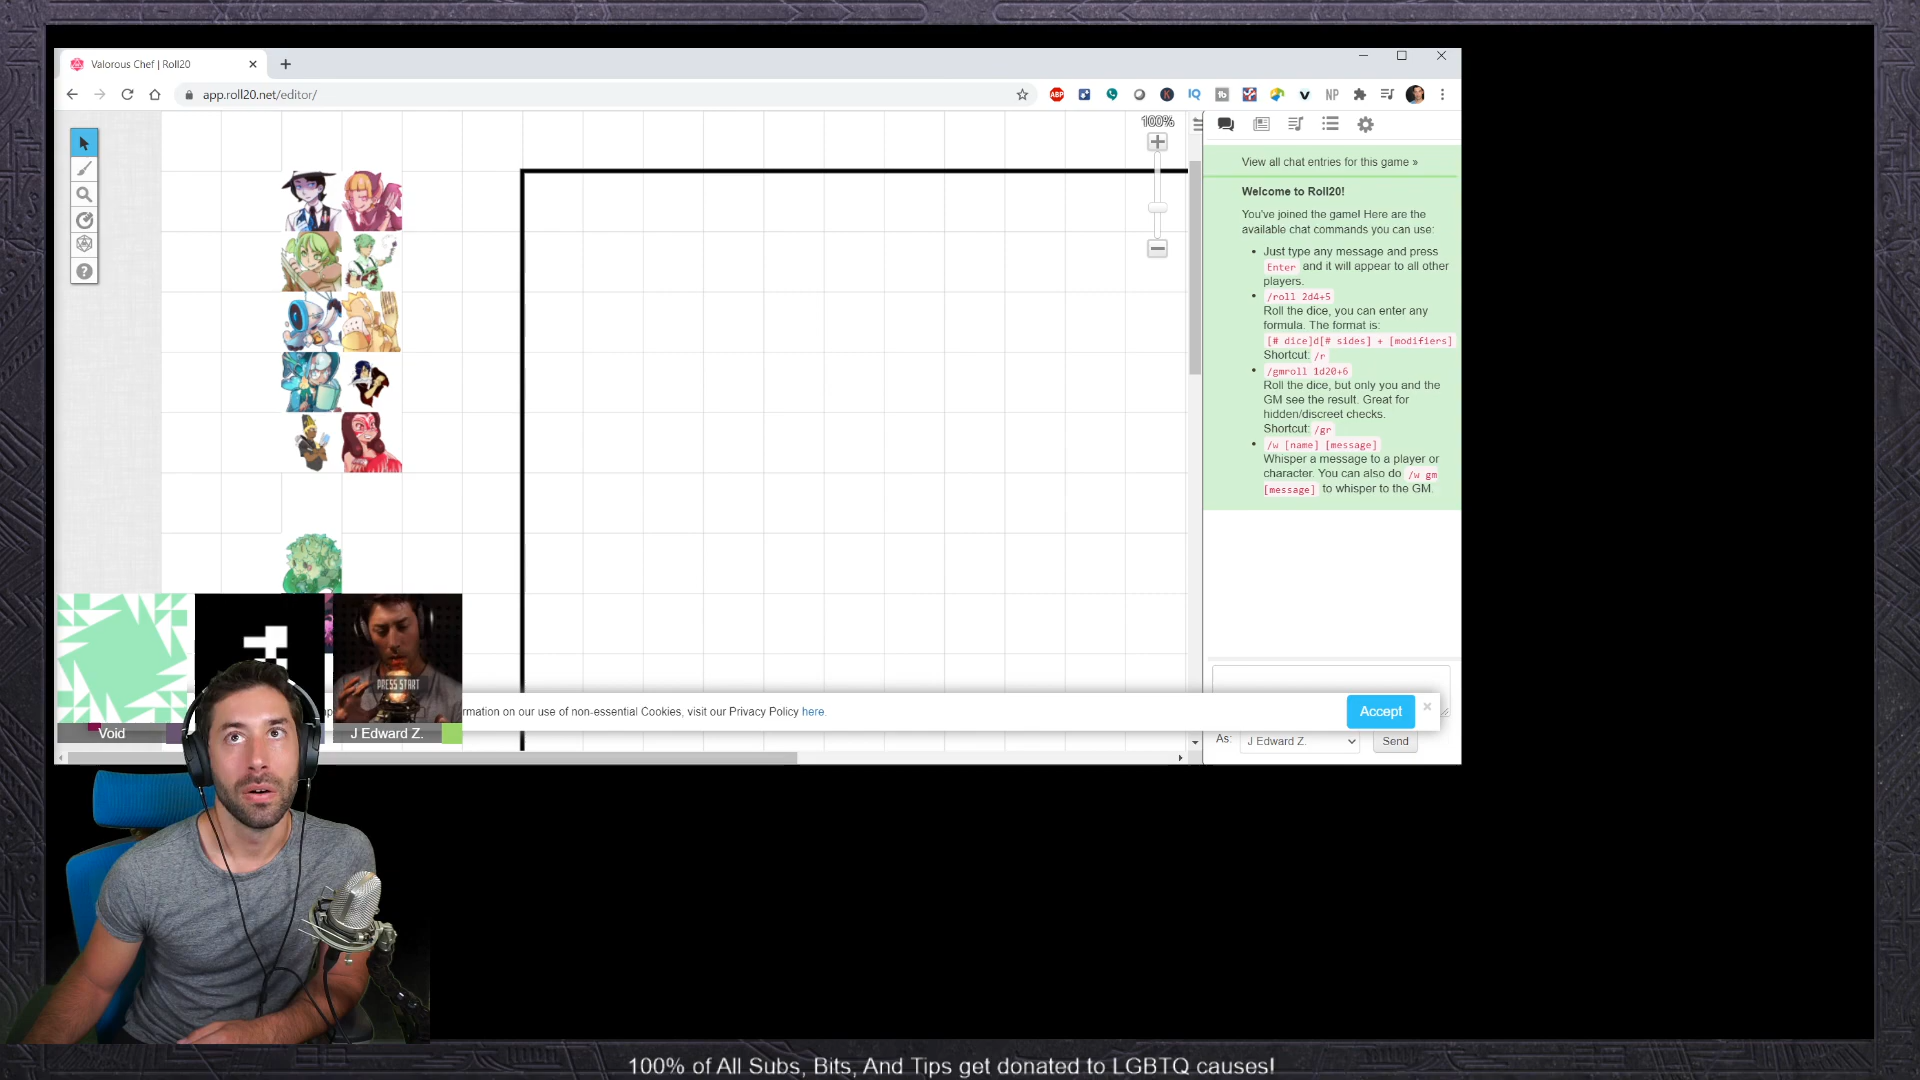 Valorous Chef | Roll20
app.roll20.net/editor/
ABP
K
IQ
tb
V
NP
100%
View all chat entries for this game »
Welcome to Roll20!
You've joined the game! Here are the
available chat commands you can use:
Just type any message and press
Enter and it will appear to all other
players.
/roll 2d4+5
Roll the dice, you can enter any
formula. The format is:
[# dice]d[# sides] + [modifiers]
Shortcut: /r
/gmroll 1d20+6
Roll the dice, but only you and the
GM see the result. Great for
hidden/discreet checks.
Shortcut: /gr
/w [name] [message]
Whisper a message to a player or
character. You can also do /w gm
[message] to whisper to the GM.
PRESS START
rmation on our use of non-essential Cookies, visit our Privacy Policy here.
Accept
Void
J Edward Z.
As: J Edward Z.
Send
100% of All Subs, Bits, And Tips get donated to LGBTQ causes!